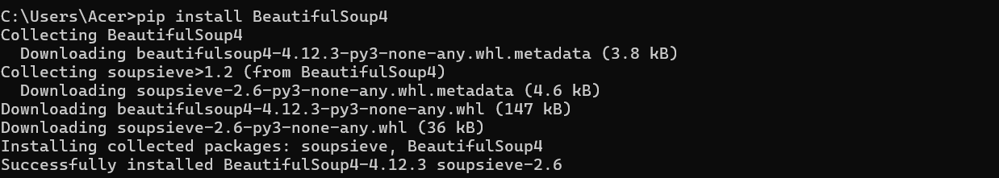 C:\Users\Acer>pip install BeautifulSoup4
Collecting BeautifulSoup4
  Downloading beautifulsoup4-4.12.3-py3-none-any.whl.metadata (3.8 kB)
Collecting soupsieve>1.2 (from BeautifulSoup4)
  Downloading soupsieve-2.6-py3-none-any.whl.metadata (4.6 kB)
Downloading beautifulsoup4-4.12.3-py3-none-any.whl (147 kB)
Downloading soupsieve-2.6-py3-none-any.whl (36 kB)
Installing collected packages: soupsieve, BeautifulSoup4
Successfully installed BeautifulSoup4-4.12.3 soupsieve-2.6